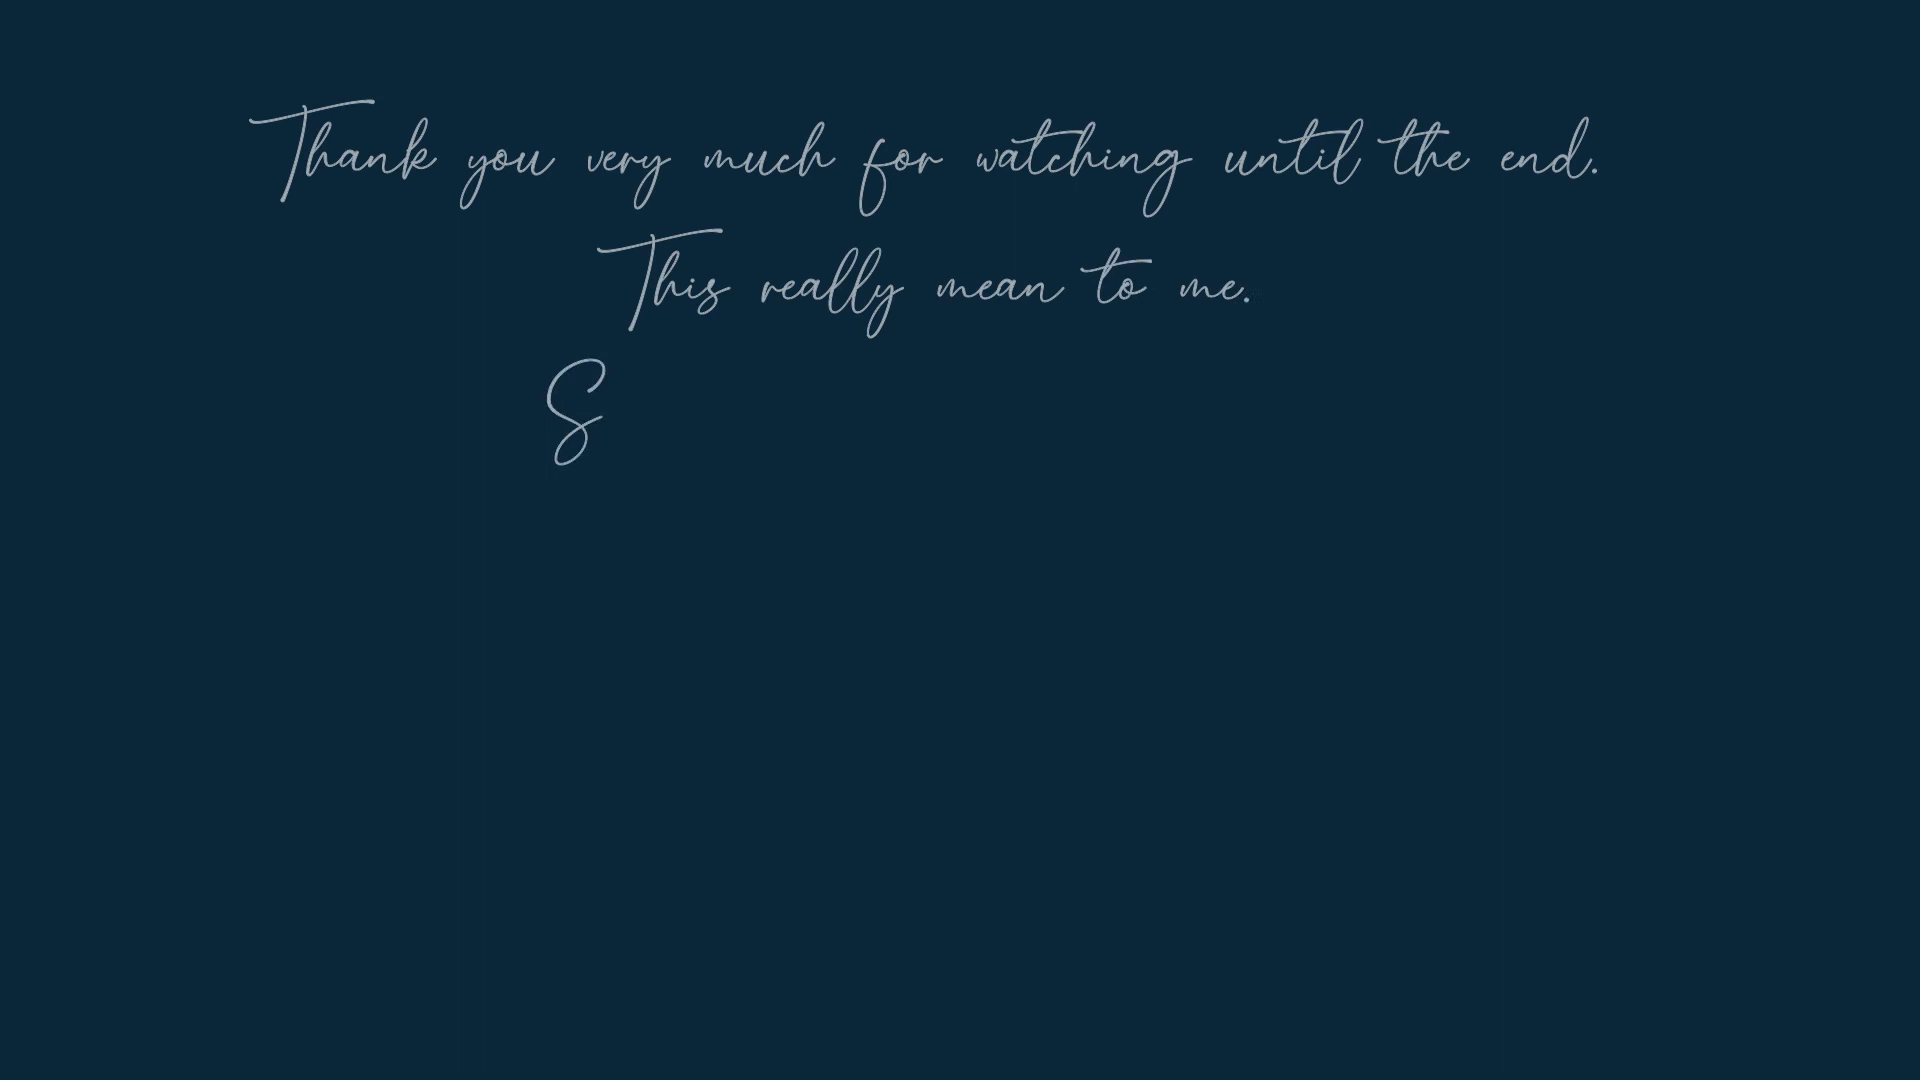 Thank you very much for watching until the end.
This really mean to me.
S